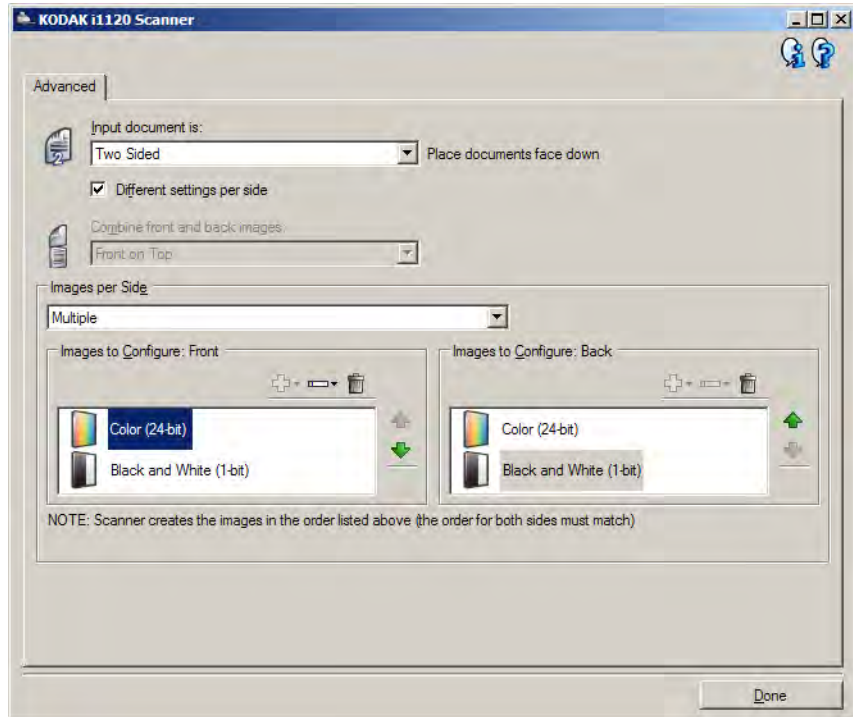 KODAK i1120 Scanner
Advanced
Input document is:
Two Sided
Place documents face down
Different settings per side
Combine front and back images
Front on Top
Images per Side
Multiple
Images to Configure: Front
Images to Configure: Back
Color (24-bit)
Black and White (1-bit)
Color (24-bit)
Black and White (1-bit)
NOTE: Scanner creates the images in the order listed above (the order for both sides must match)
Done